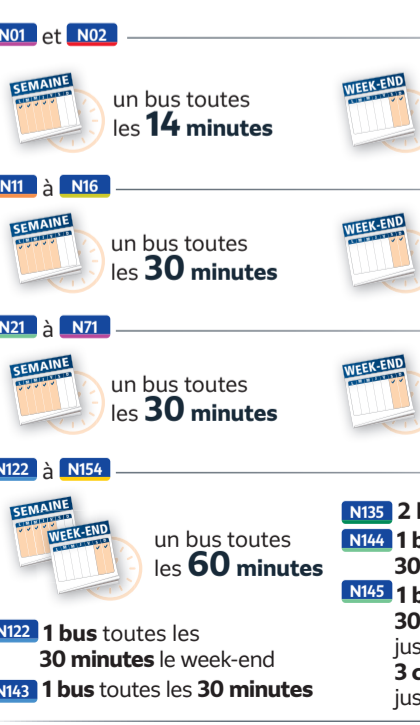 N01 et N02
SEMAINE
L M M J V S D
un bus toutes
les 14 minutes
WEEK-END
L M M J V S D
N11 à N16
SEMAINE
L M M J V S D
un bus toutes
les 30 minutes
WEEK-END
L M M J V S D
N21 à N71
SEMAINE
L M M J V S D
un bus toutes
les 30 minutes
WEEK-END
L M M J V S D
N122 à N154
SEMAINE
WEEK-END
L M M J V S D
un bus toutes
les 60 minutes
N122 1 bus toutes les
30 minutes le week-end
N143 1 bus toutes les 30 minutes
N135 2
N144 1
30
N145 1
30
3